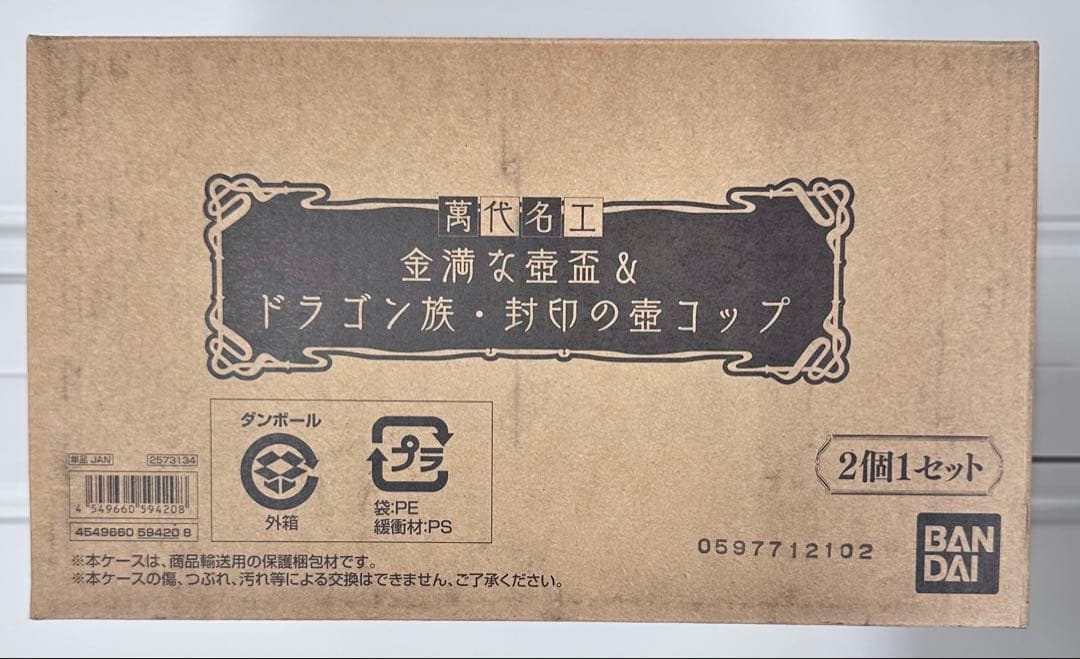 萬代名工
金満な壺盃&
ドラゴン族・封印の壺コップ
ダンボール
外箱
プラ
袋:PE
緩衝材:PS
単品 JAN 2573134
4 549660 594208
4549660 59420 8
2個1セット
0597712102
BAN
DAI
※本ケースは、商品輸送用の保護梱包材です。
※本ケースの傷、つぶれ、汚れ等による交換はできません、ご了承ください。